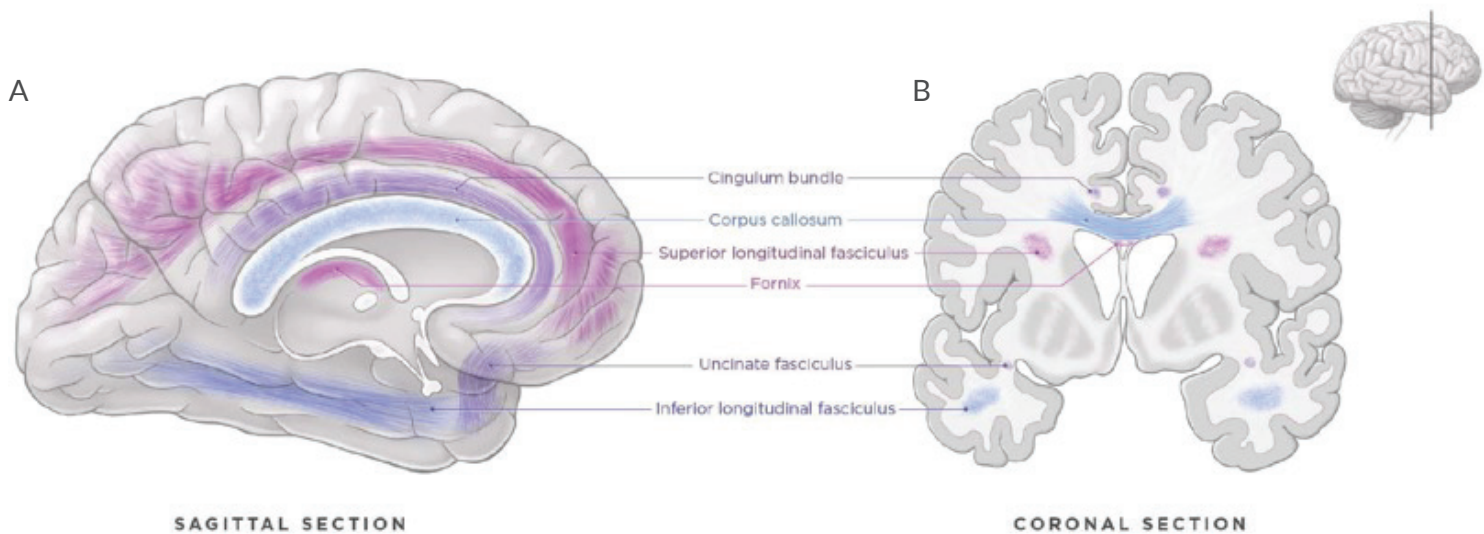 A
B
Cingulum bundle
Corpus callosum
Superior longitudinal fasciculus
Fornix
Uncinate fasciculus
Inferior longitudinal fasciculus
SAGITTAL SECTION
CORONAL SECTION